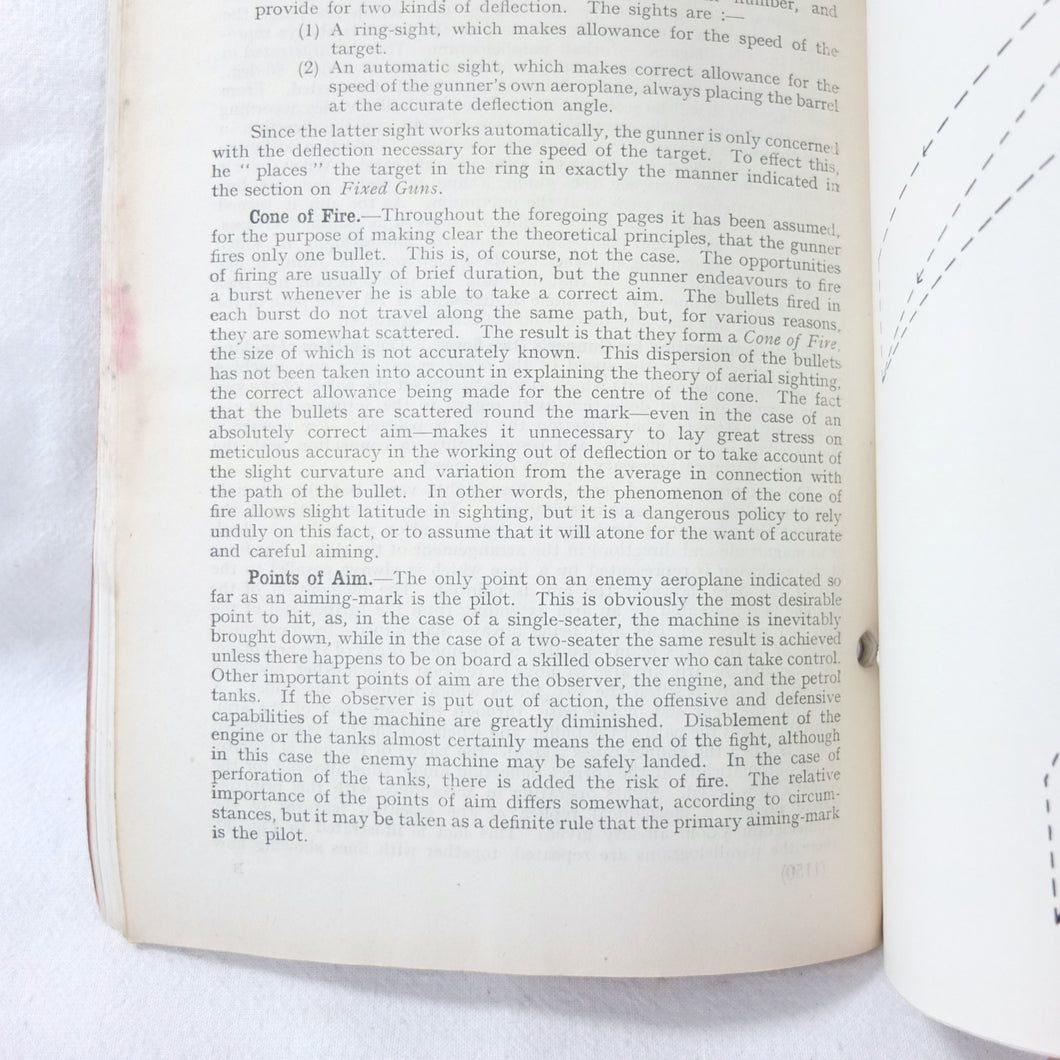 number, and
provide for two kinds of deflection. The sights are :—
(1) A ring-sight, which makes allowance for the speed of the
target.
(2) An automatic sight, which makes correct allowance for the
speed of the gunner's own aeroplane, always placing the barrel
at the accurate deflection angle.
Since the latter sight works automatically, the gunner is only concerned
with the deflection necessary for the speed of the target. To effect this,
he “ places ” the target in the ring in exactly the manner indicated in
the section on Fixed Guns.
Cone of Fire.—Throughout the foregoing pages it has been assumed,
for the purpose of making clear the theoretical principles, that the gunner
fires only one bullet. This is, of course, not the case. The opportunities
of firing are usually of brief duration, but the gunner endeavours to fire
a burst whenever he is able to take a correct aim. The bullets fired in
each burst do not travel along the same path, but, for various reasons,
they are somewhat scattered. The result is that they form a Cone of Fire,
the size of which is not accurately known. This dispersion of the bullets
has not been taken into account in explaining the theory of aerial sighting,
the correct allowance being made for the centre of the cone. The fact
that the bullets are scattered round the mark—even in the case of an
absolutely correct aim—makes it unnecessary to lay great stress on
meticulous accuracy in the working out of deflection or to take account of
the slight curvature and variation from the average in connection with
the path of the bullet. In other words, the phenomenon of the cone of
fire allows slight latitude in sighting, but it is a dangerous policy to rely
unduly on this fact, or to assume that it will atone for the want of accurate
and careful aiming.
Points of Aim.—The only point on an enemy aeroplane indicated so
far as an aiming-mark is the pilot. This is obviously the most desirable
point to hit, as, in the case of a single-seater, the machine is inevitably
brought down, while in the case of a two-seater the same result is achieved
unless there happens to be on board a skilled observer who can take control.
Other important points of aim are the observer, the engine, and the petrol
tanks. If the observer is put out of action, the offensive and defensive
capabilities of the machine are greatly diminished. Disablement of the
engine or the tanks almost certainly means the end of the fight, although
in this case the enemy machine may be safely landed. In the case of
perforation of the tanks, there is added the risk of fire. The relative
importance of the points of aim differs somewhat, according to circum-
stances, but it may be taken as a definite rule that the primary aiming-mark
is the pilot.